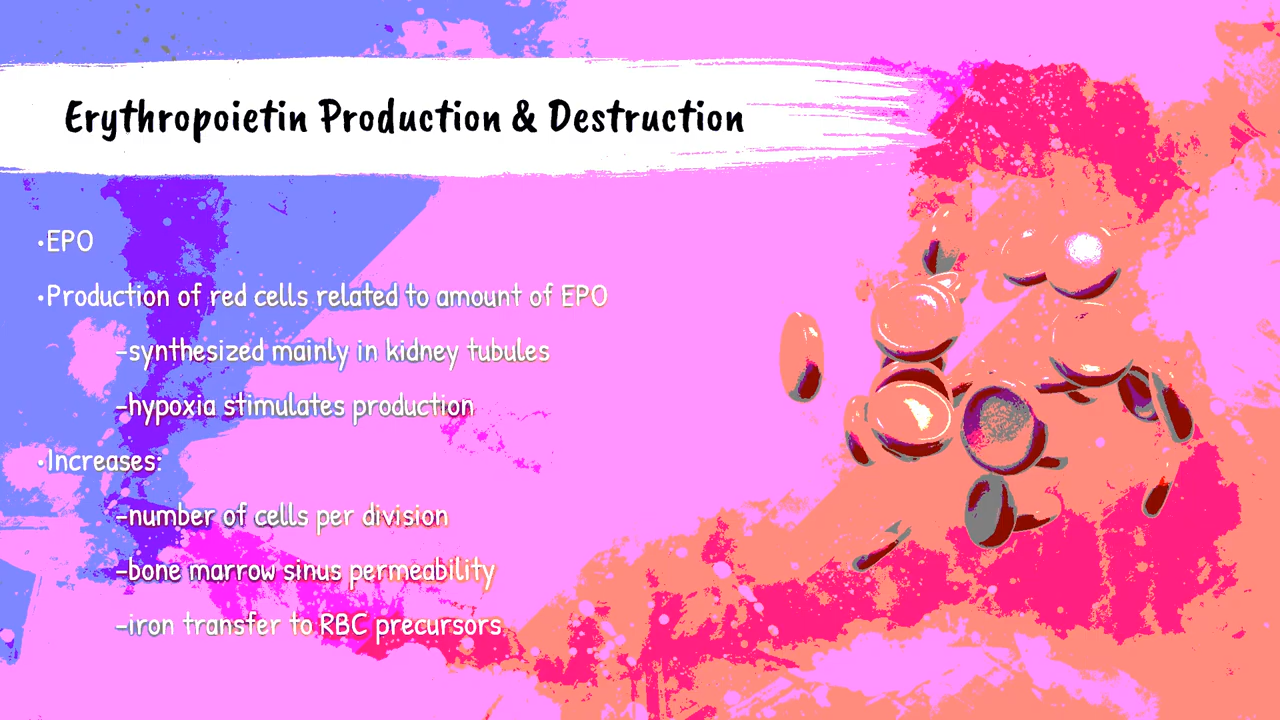 Erythropoietin Production & Destruction
•EPO
•Production of red cells related to amount of EPO
–synthesized mainly in kidney tubules
–hypoxia stimulates production
•Increases:
–number of cells per division
–bone marrow sinus permeability
–iron transfer to RBC precursors